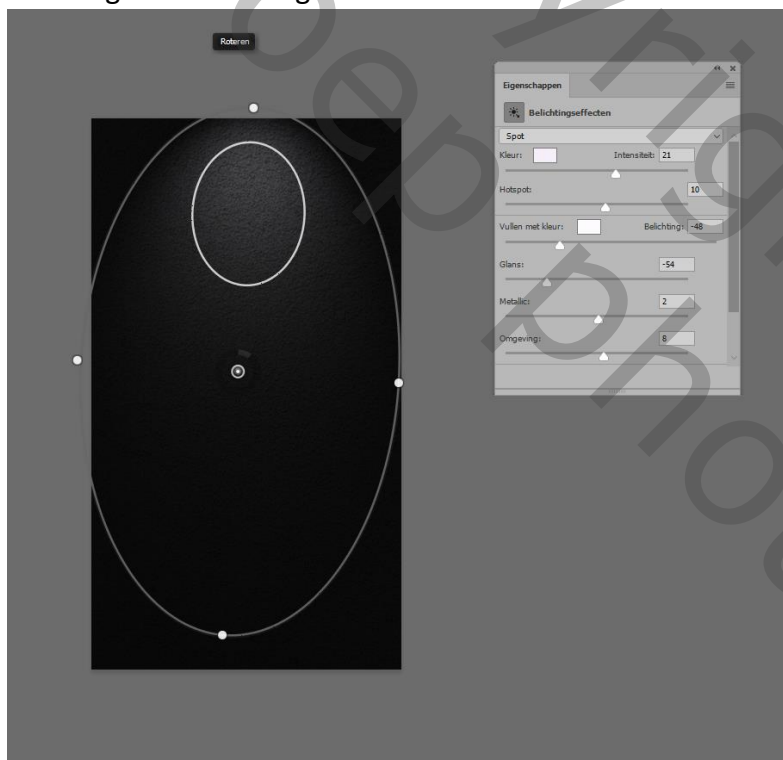 Roteren
Eigenschappen
Belichtingseffecten
Spot
Kleur: Intensiteit: 21
Hotspot: 10
Vullen met kleur: Belichting: -48
Glans: -54
Metallic: 2
Omgeving: 8